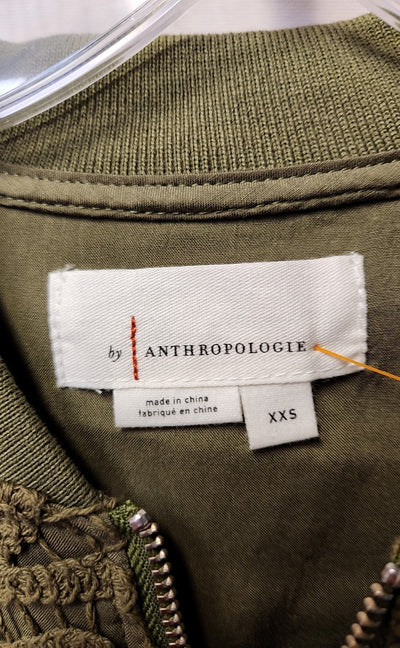 by ANTHROPOLOGIE
made in china
fabriqué en chine
XXS